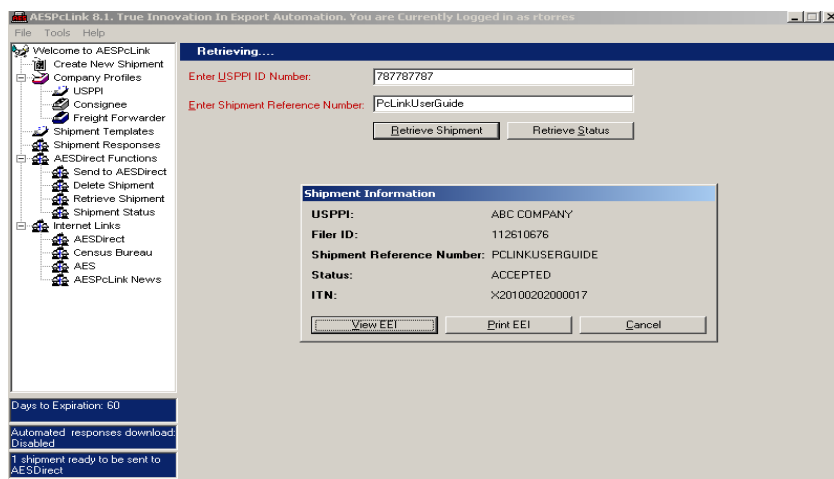 AESPcLink 8.1. True Innovation In Export Automation. You are Currently Logged in as rtorres
File Tools Help
Welcome to AESPcLink
Create New Shipment
Company Profiles
USPPI
Consignee
Freight Forwarder
Shipment Templates
Shipment Responses
AESDirect Functions
Send to AESDirect
Delete Shipment
Retrieve Shipment
Shipment Status
Internet Links
AESDirect
Census Bureau
AES
AESPcLink News
Days to Expiration: 60
Automated responses download:
Disabled
1 shipment ready to be sent to
AESDirect
Retrieving....
Enter USPPI ID Number: 787787787
Enter Shipment Reference Number: PcLinkUserGuide
Retrieve Shipment Retrieve Status
Shipment Information
USPPI: ABC COMPANY
Filer ID: 112610676
Shipment Reference Number: PCLINKUSERGUIDE
Status: ACCEPTED
ITN: X20100202000017
View EEI Print EEI Cancel